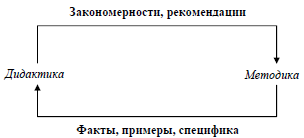 Закономерности, рекомендации
Дидактика
Методика
Факты, примеры, специфика